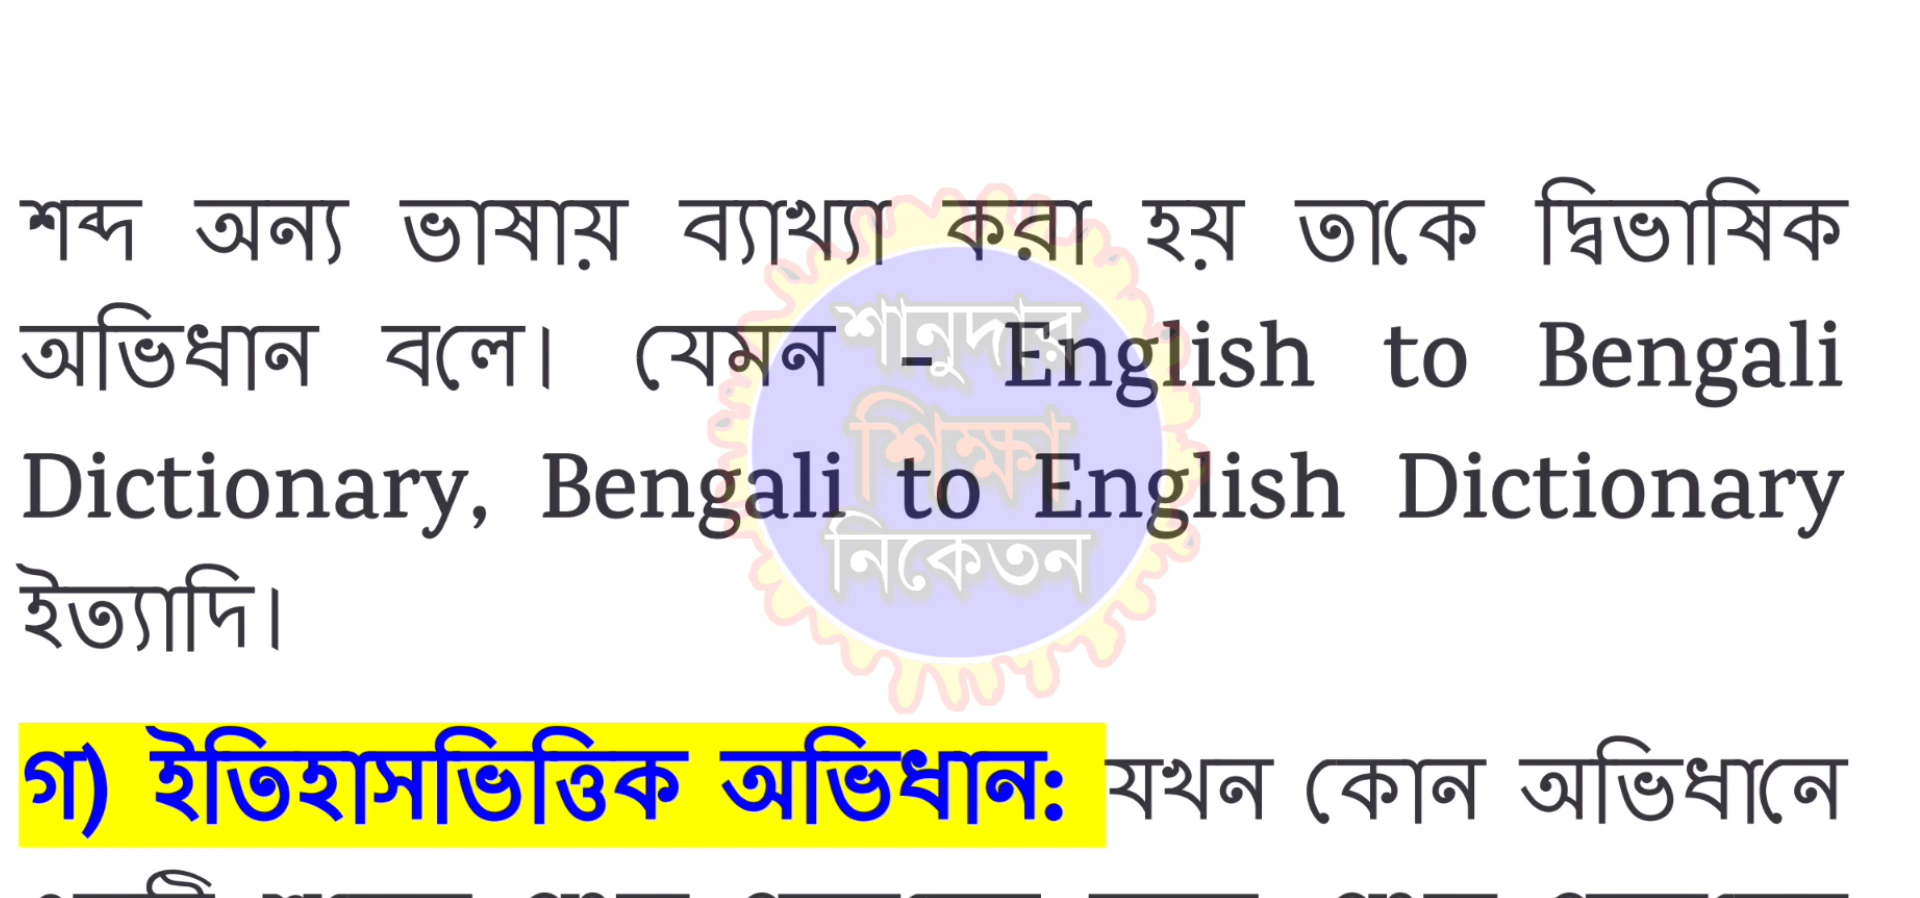 শব্দ অন্য ভাষায় ব্যাখ্যা করা হয় তাকে দ্বিভাষিক
অভিধান বলে। যেমন - English to Bengali
Dictionary, Bengali to English Dictionary
ইত্যাদি।
শানুদার
শিক্ষা
নিকেতন
গ) ইতিহাসভিত্তিক অভিধান: যখন কোন অভিধানে